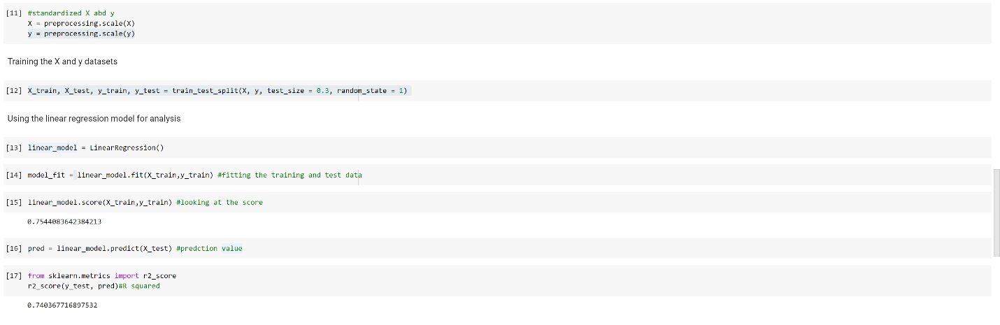 [11] #standardized X abd y
X = preprocessing.scale(X)
y = preprocessing.scale(y)
Training the X and y datasets
[12] X_train, X_test, y_train, y_test = train_test_split(X, y, test_size = 0.3, random_state = 1)
Using the linear regression model for analysis
[13] linear_model = LinearRegression()
[14] model_fit = linear_model.fit(X_train,y_train) #fitting the training and test data
[15] linear_model.score(X_train,y_train) #looking at the score
0.7544083642384213
[16] pred = linear_model.predict(X_test) #predction value
[17] from sklearn.metrics import r2_score
r2_score(y_test, pred)#R squared
0.740367716897532